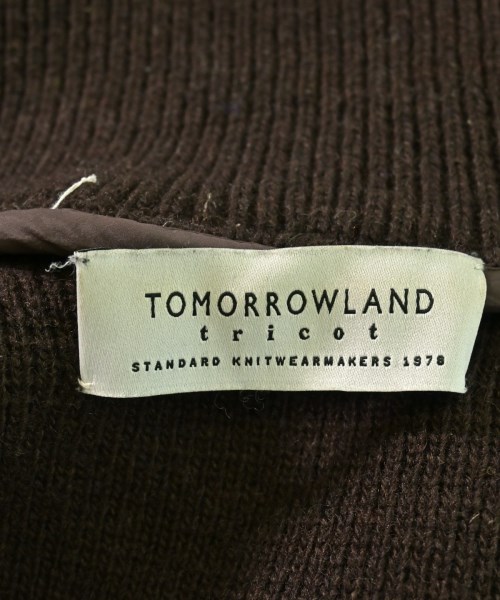 TOMORROWLAND
tricot
STANDARD KNITWEARMAKERS 1978